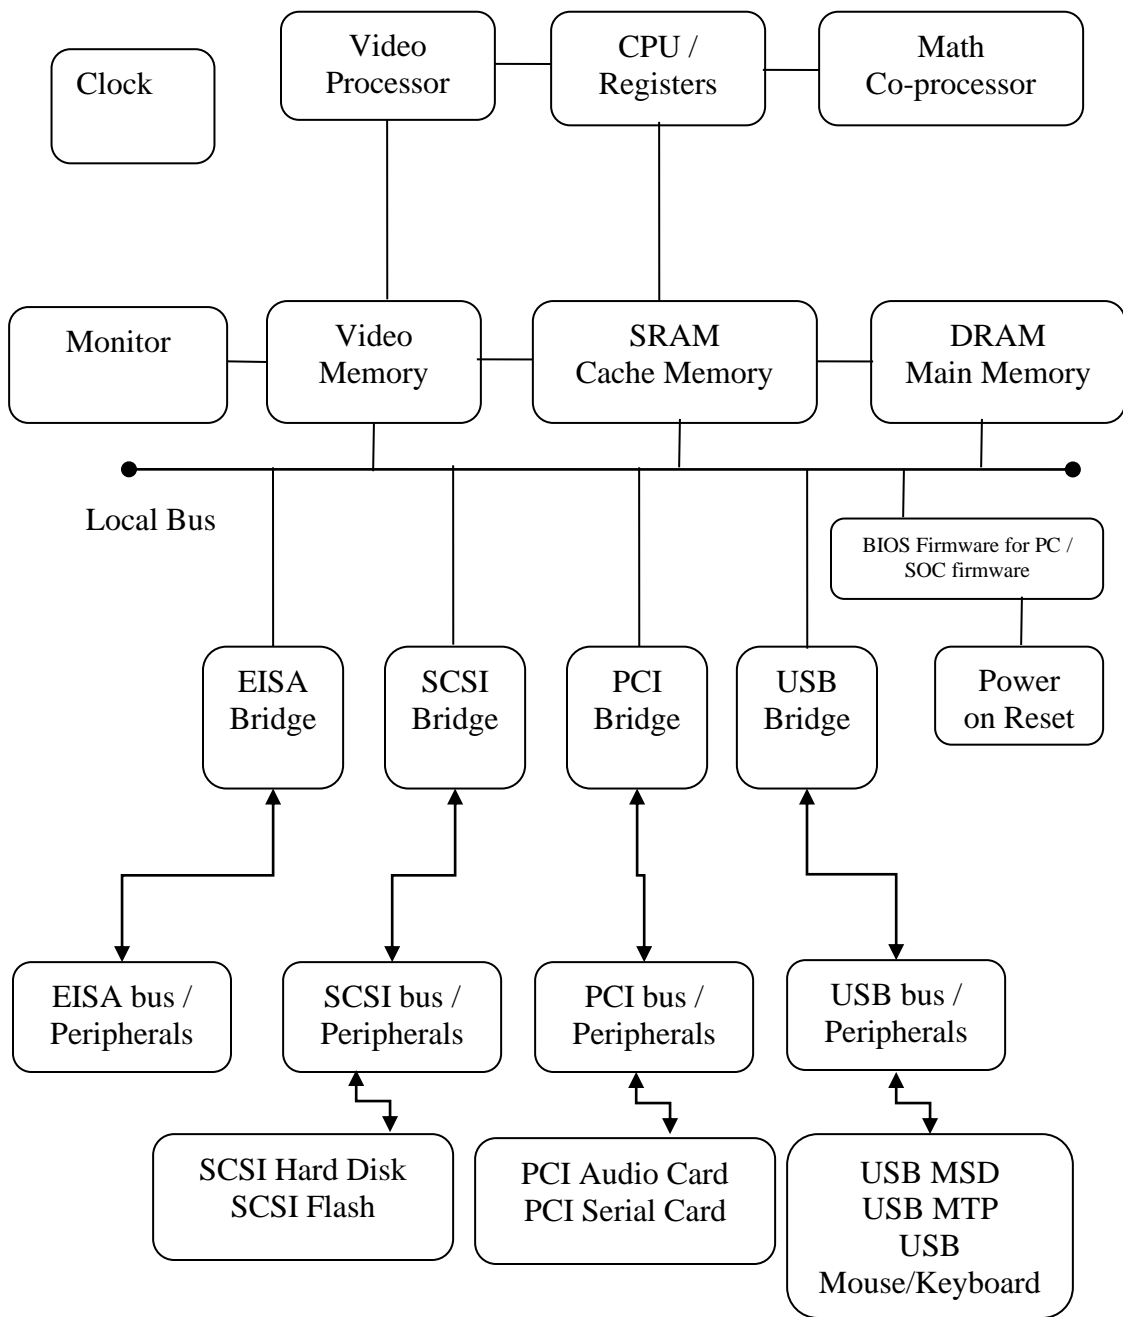 Clock
Video
Processor
CPU /
Registers
Math
Co-processor
Monitor
Video
Memory
SRAM
Cache Memory
DRAM
Main Memory
Local Bus
BIOS Firmware for PC /
SOC firmware
EISA
Bridge
SCSI
Bridge
PCI
Bridge
USB
Bridge
Power
on Reset
EISA bus /
Peripherals
SCSI bus /
Peripherals
PCI bus /
Peripherals
USB bus /
Peripherals
SCSI Hard Disk
SCSI Flash
PCI Audio Card
PCI Serial Card
USB MSD
USB MTP
USB
Mouse/Keyboard